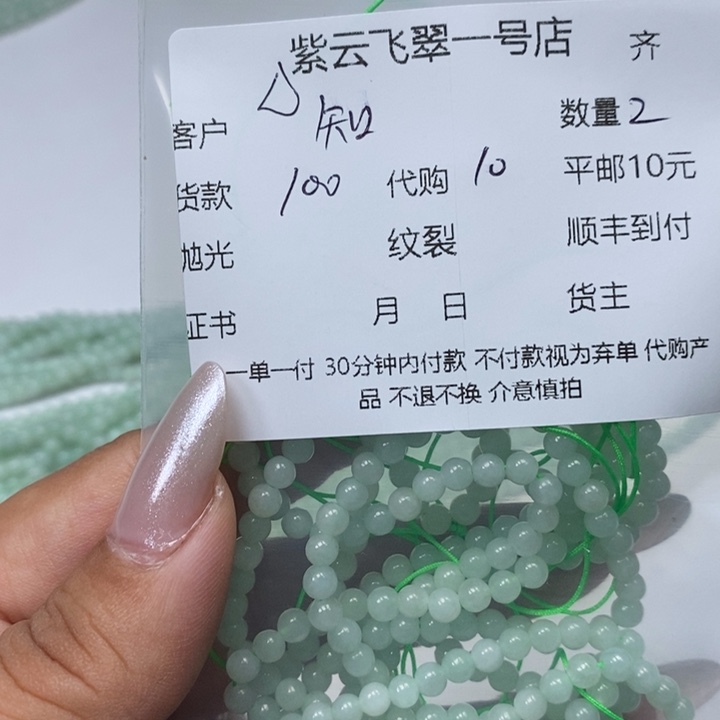 紫云飞翠一号店 齐
客户 知 数量2
货款 100 代购 10 平邮10元
抛光 纹裂 顺丰到付
证书 月 日 货主
一单一付 30分钟内付款 不付款视为弃单 代购产
品 不退不换 介意慎拍